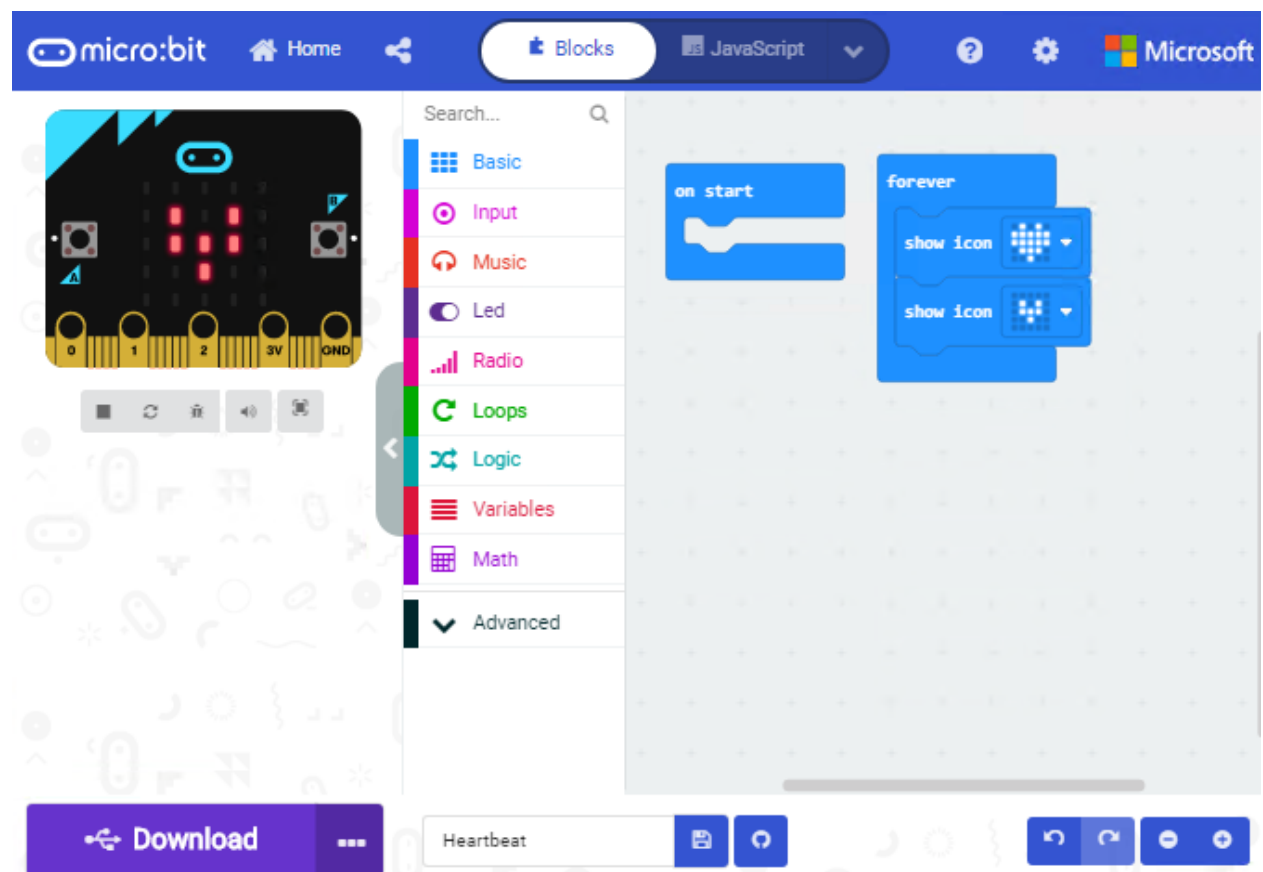 micro:bit Home Blocks JS JavaScript ? Microsoft
Search...
Basic
Input
Music
Led
Radio
Loops
Logic
Variables
Math
Advanced
B
A
0 1 2 3V GND
on start
forever
show icon
show icon
Download ...
Heartbeat